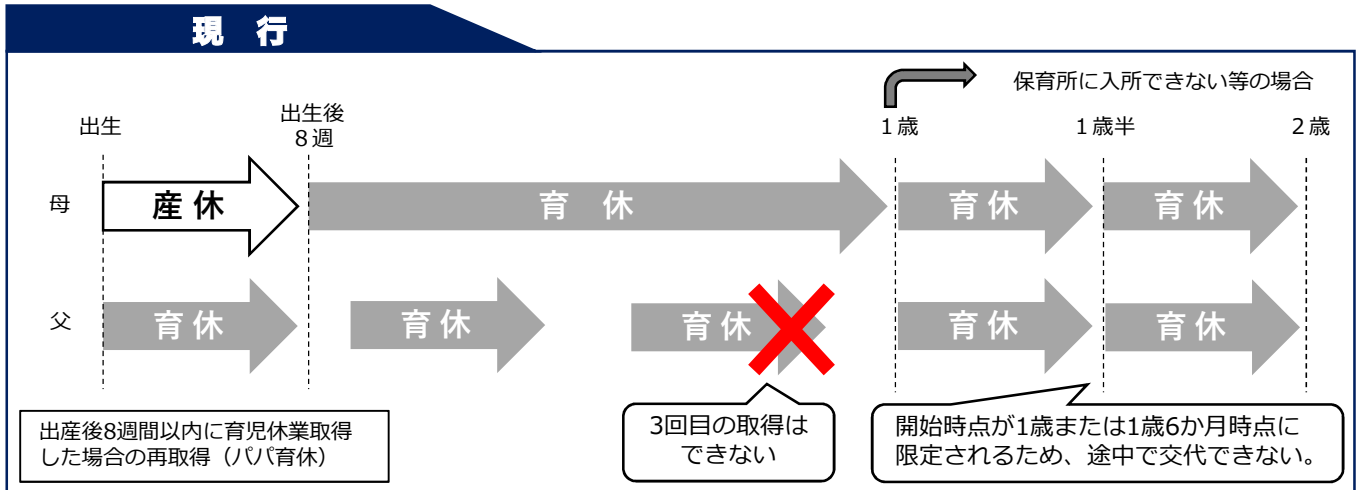 現 行
保育所に入所できない等の場合
出生
出生後
８週
１歳
１歳半
２歳
母
産 休
育 休
育 休
育 休
父
育 休
育 休
育 休
育 休
育 休
出産後8週間以内に育児休業取得
した場合の再取得（パパ育休）
3回目の取得は
できない
開始時点が1歳または1歳6か月時点に
限定されるため、途中で交代できない。